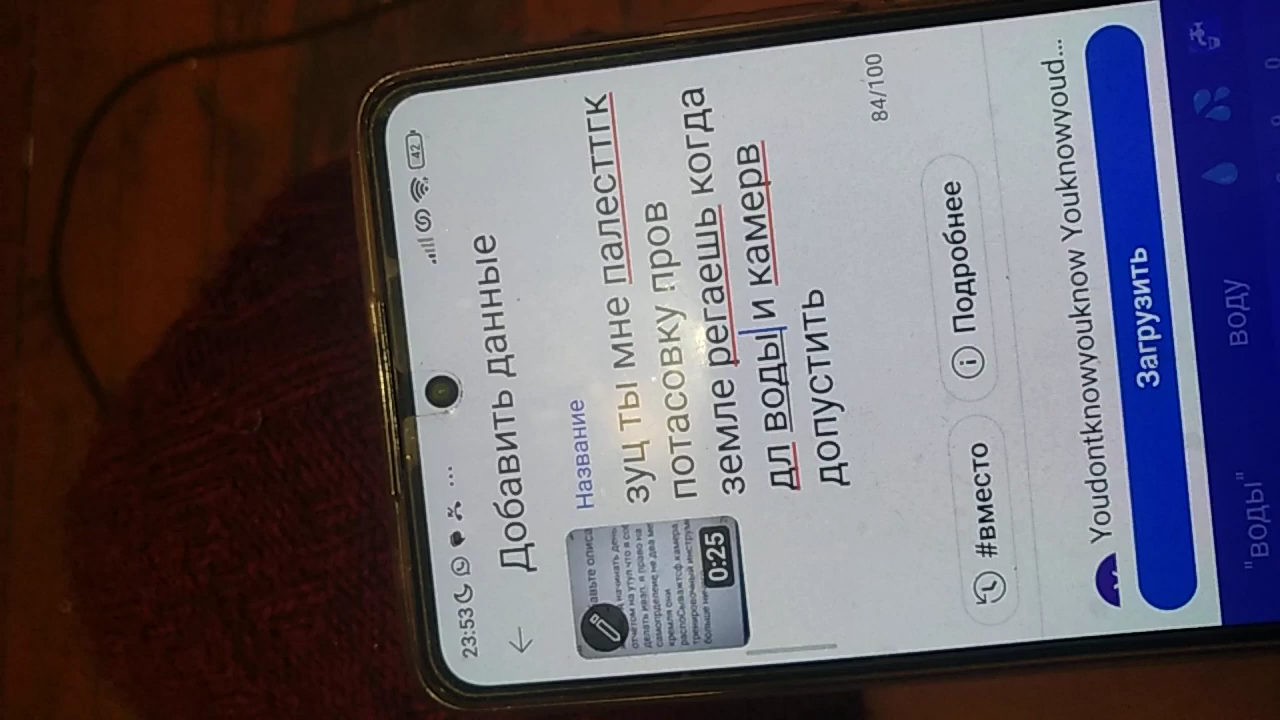 23:53
42
Добавить данные
Название
зуц ты мне палесттгк
потасовку пров
земле регаешь когда
дл воды и камерв
допустить
84/100
0:25
#вместо
Подробнее
Youdontknowyouknow Youknowyoud...
Загрузить
"воды"
воду